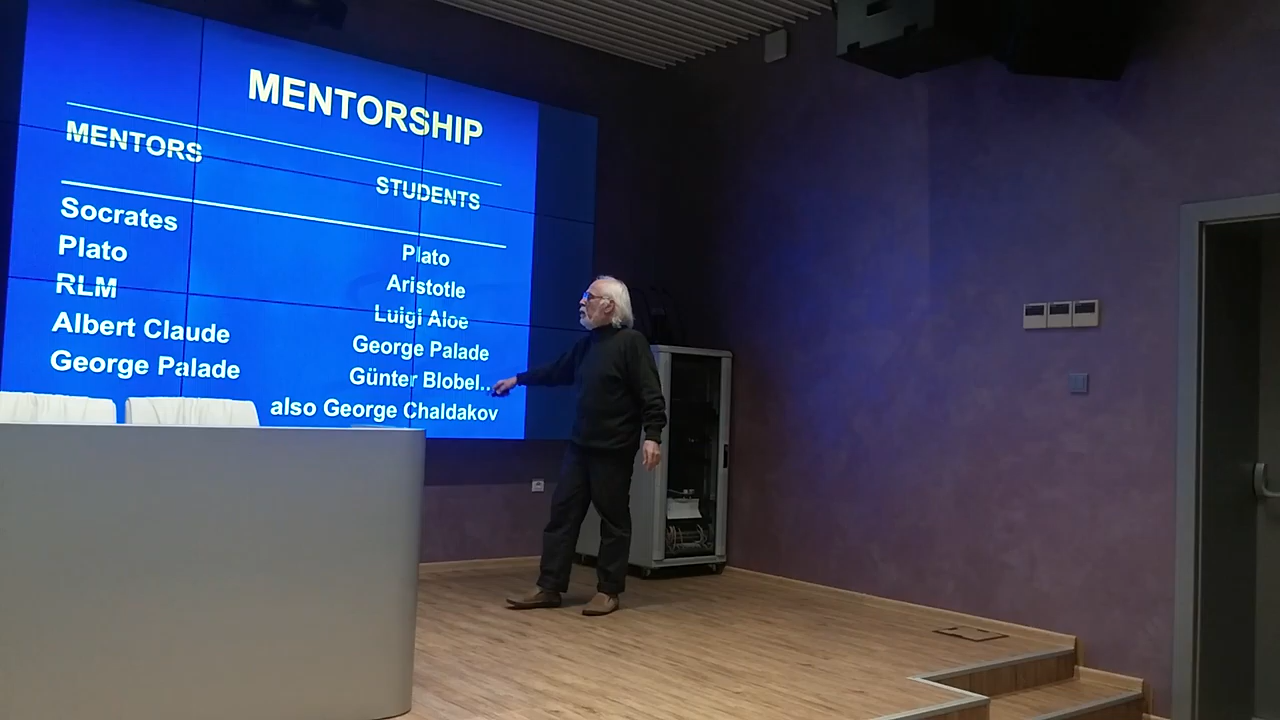 MENTORSHIP
MENTORS STUDENTS
Socrates Plato
Plato Aristotle
RLM Luigi Aloe
Albert Claude George Palade
George Palade Günter Blobel..
also George Chaldakov